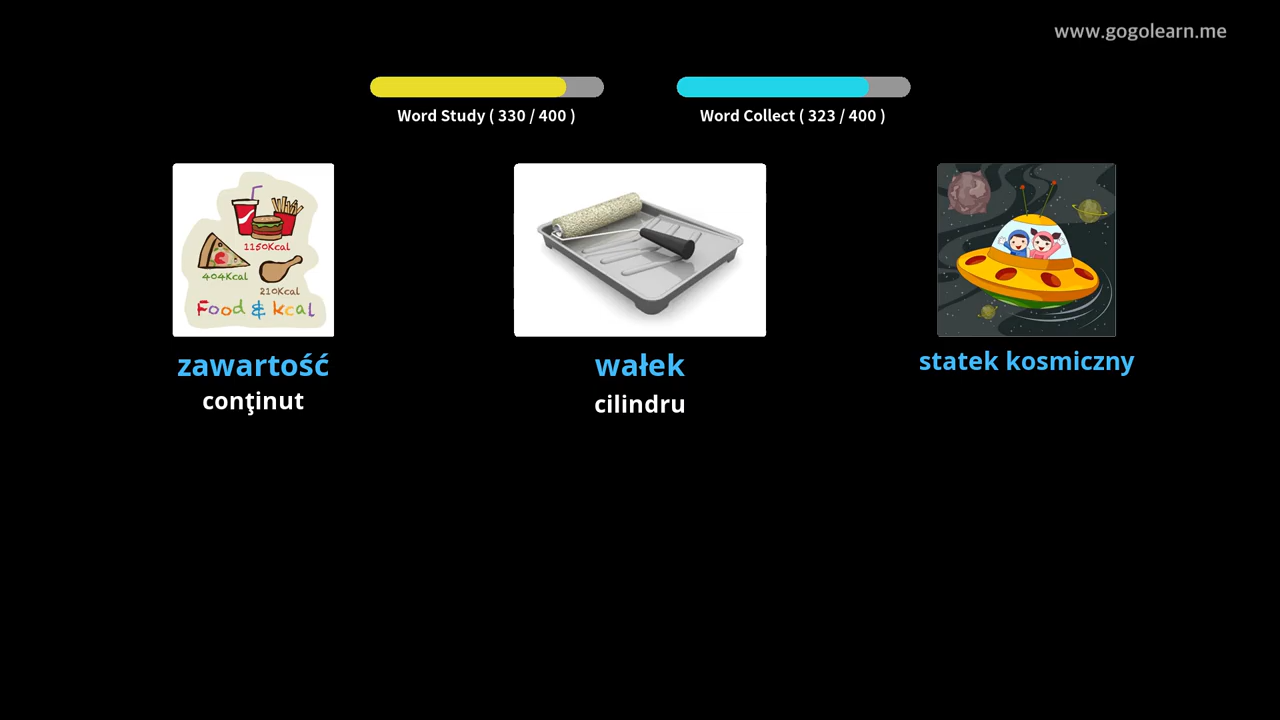 www.gogolearn.me
Word Study ( 330 / 400 )
Word Collect ( 323 / 400 )
1150Kcal
404Kcal
210Kcal
Food & kcal
zawartość
wałek
statek kosmiczny
conţinut
cilindru